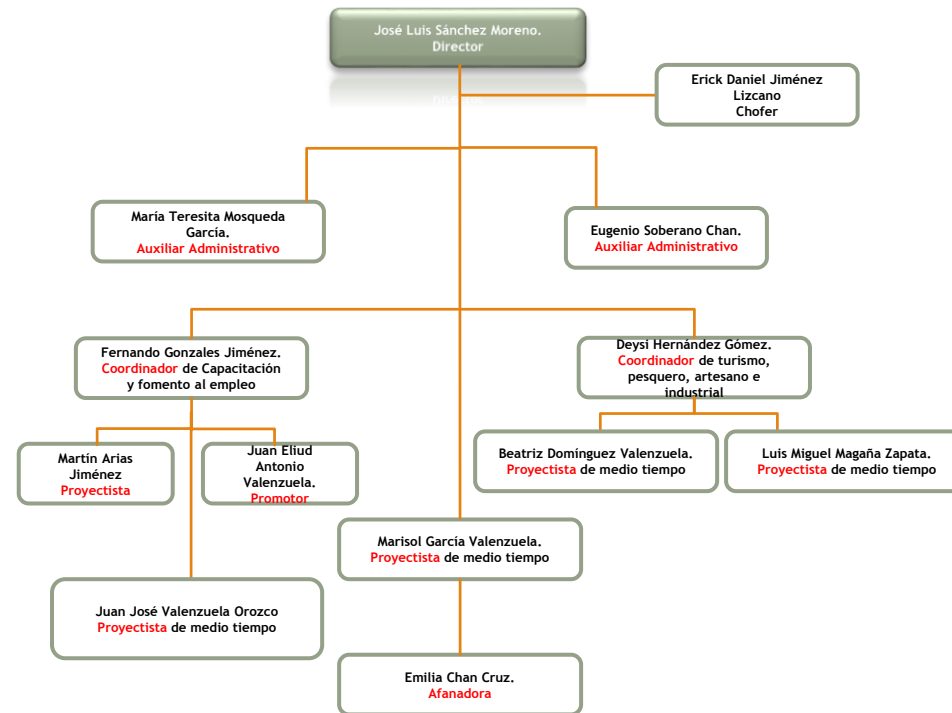 José Luis Sánchez Moreno.
Director
Erick Daniel Jiménez
Lizcano
Chofer
María Teresita Mosqueda
García.
Auxiliar Administrativo
Eugenio Soberano Chan.
Auxiliar Administrativo
Fernando Gonzales Jiménez.
Coordinador de Capacitación
y fomento al empleo
Deysi Hernández Gómez.
Coordinador de turismo,
pesquero, artesano e
industrial
Martín Arias
Jiménez
Proyectista
Juan Eliud
Antonio
Valenzuela.
Promotor
Beatriz Domínguez Valenzuela.
Proyectista de medio tiempo
Luis Miguel Magaña Zapata.
Proyectista de medio tiempo
Marisol García Valenzuela.
Proyectista de medio tiempo
Juan José Valenzuela Orozco
Proyectista de medio tiempo
Emilia Chan Cruz.
Afanadora